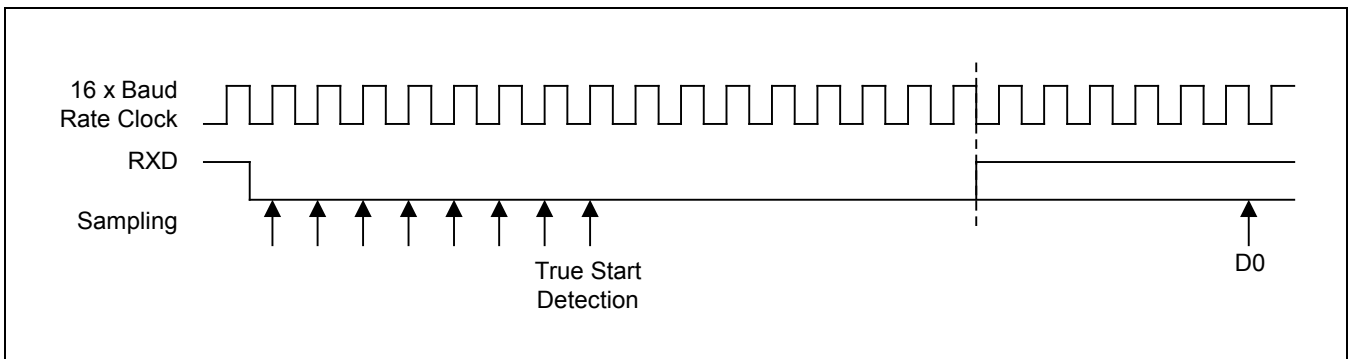 16 x Baud
Rate Clock
RXD
Sampling
True Start
Detection
D0